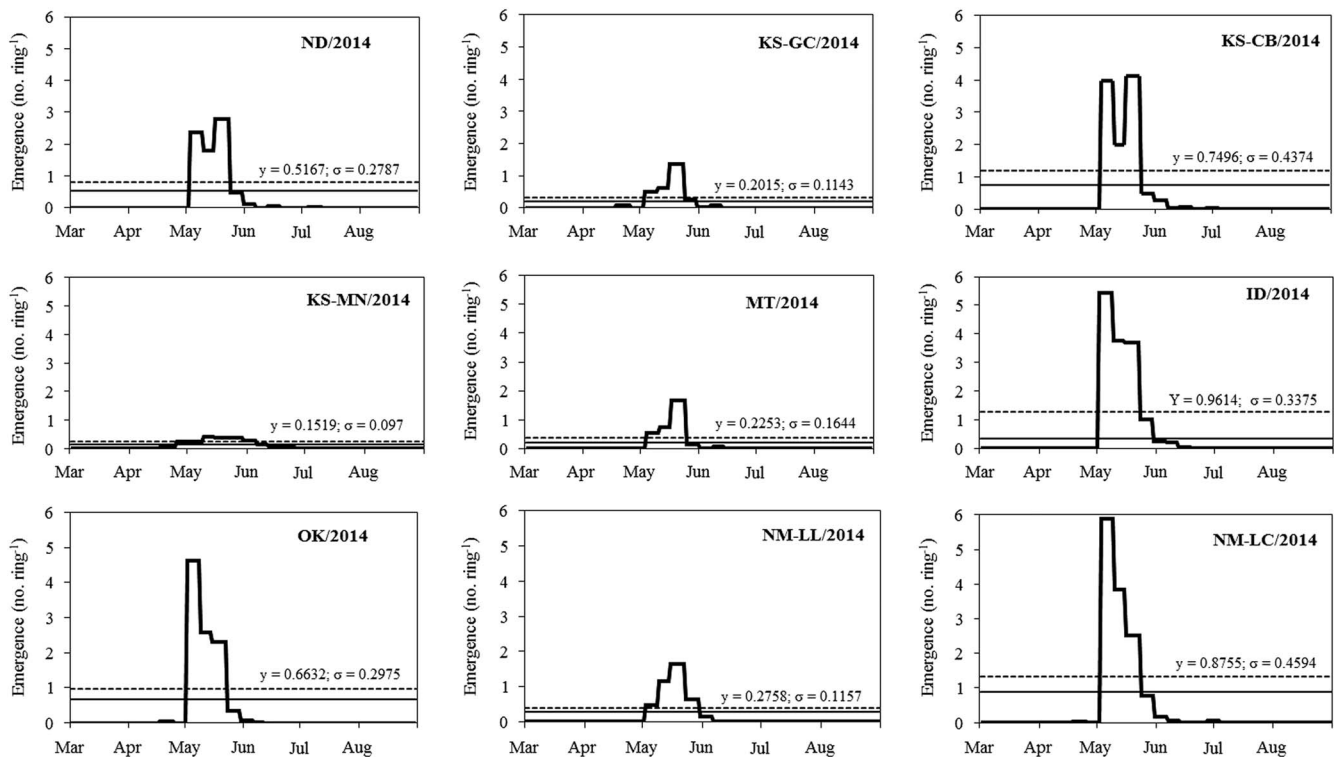 Emergence (no. ring-1)
6
5
4
3
2
1
0
ND/2014
y = 0.5167; σ = 0.2787
Mar Apr May Jun Jul Aug
Emergence (no. ring-1)
6
5
4
3
2
1
0
KS-GC/2014
y = 0.2015; σ = 0.1143
Mar Apr May Jun Jul Aug
Emergence (no. ring-1)
6
5
4
3
2
1
0
KS-CB/2014
y = 0.7496; σ = 0.4374
Mar Apr May Jun Jul Aug
Emergence (no. ring-1)
6
5
4
3
2
1
0
KS-MN/2014
y = 0.1519; σ = 0.097
Mar Apr May Jun Jul Aug
Emergence (no. ring-1)
6
5
4
3
2
1
0
MT/2014
y = 0.2253; σ = 0.1644
Mar Apr May Jun Jul Aug
Emergence (no. ring-1)
6
5
4
3
2
1
0
ID/2014
Y = 0.9614; σ = 0.3375
Mar Apr May Jun Jul Aug
Emergence (no. ring-1)
6
5
4
3
2
1
0
OK/2014
y = 0.6632; σ = 0.2975
Mar Apr May Jun Jul Aug
Emergence (no. ring-1)
6
5
4
3
2
1
0
NM-LL/2014
y = 0.2758; σ = 0.1157
Mar Apr May Jun Jul Aug
Emergence (no. ring-1)
6
5
4
3
2
1
0
NM-LC/2014
y = 0.8755; σ = 0.4594
Mar Apr May Jun Jul Aug